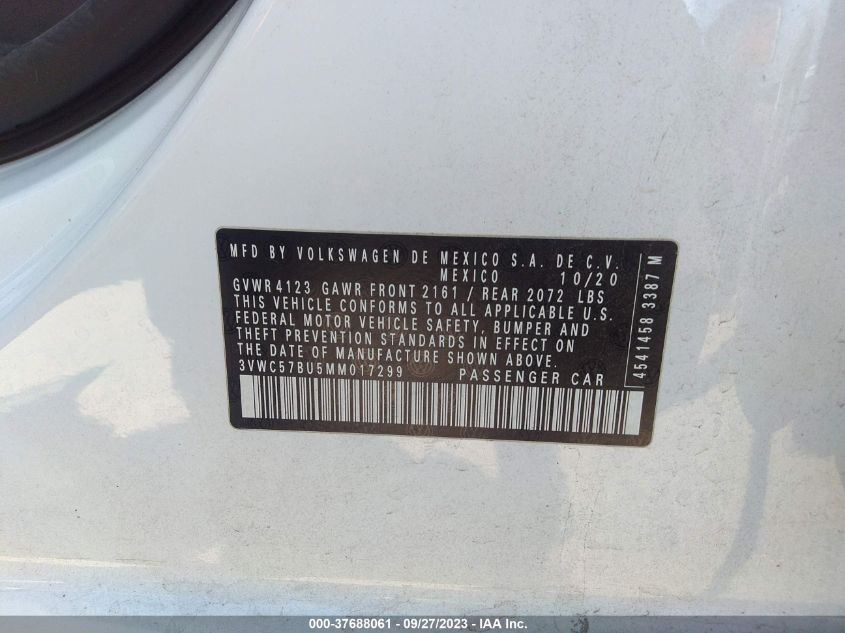 MFD BY VOLKSWAGEN DE MEXICO S.A. DE C.V.
MEXICO 10/20
GVWR 4123 GAWR FRONT 2161 / REAR 2072 LBS
THIS VEHICLE CONFORMS TO ALL APPLICABLE U.S.
FEDERAL MOTOR VEHICLE SAFETY, BUMPER AND
THEFT PREVENTION STANDARDS IN EFFECT ON
THE DATE OF MANUFACTURE SHOWN ABOVE.
3VWC57BU5MM017299 PASSENGER CAR
4541458 3387 M
000-37688061 - 09/27/2023 - IAA Inc.